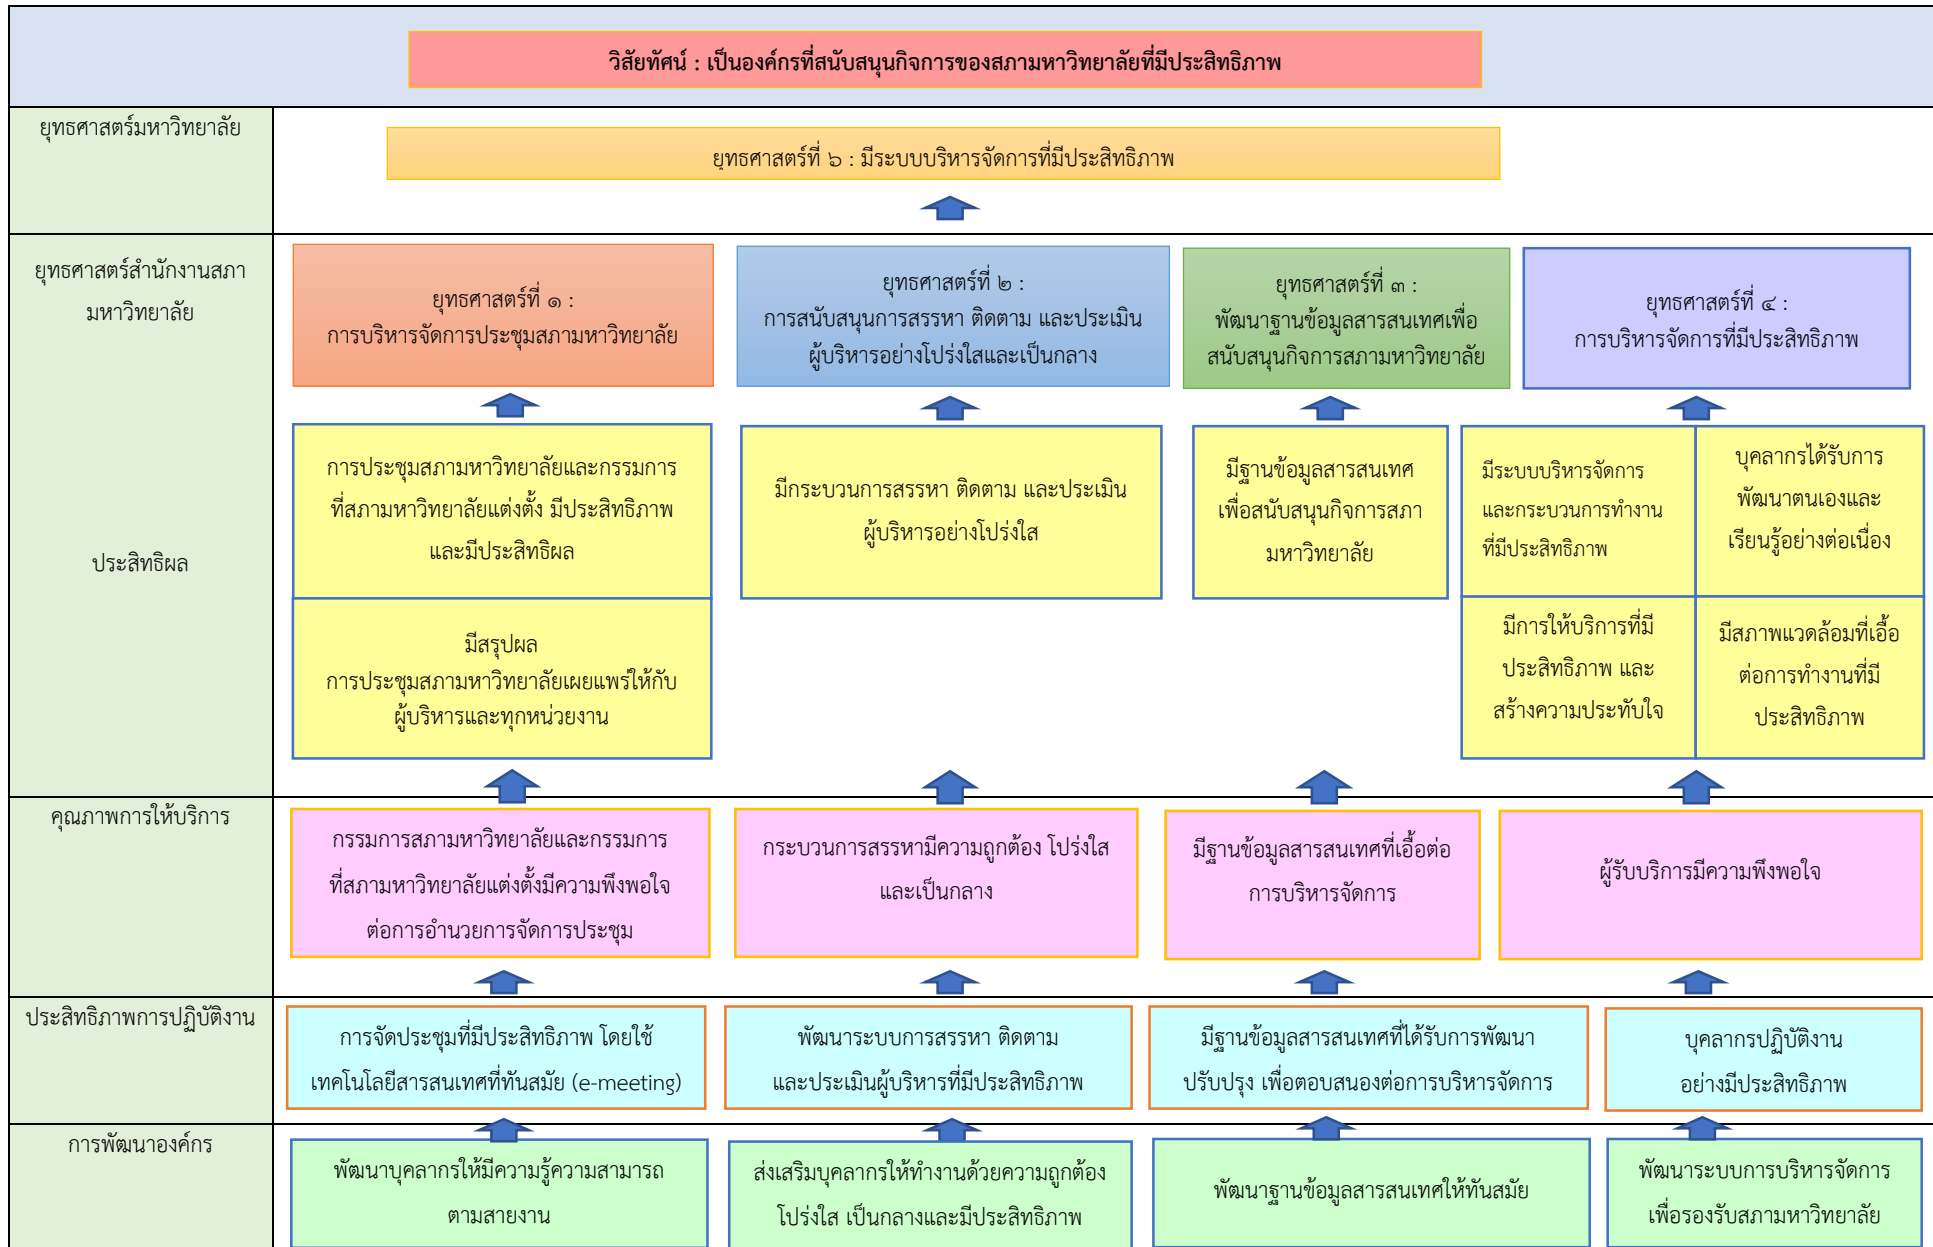 วิสัยทัศน์ : เป็นองค์กรที่สนับสนุนกิจการของสภามหาวิทยาลัยที่มีประสิทธิภาพ
ยุทธศาสตร์มหาวิทยาลัย
ยุทธศาสตร์ที่ ๖ : มีระบบบริหารจัดการที่มีประสิทธิภาพ
ยุทธศาสตร์สำนักงานสภา
มหาวิทยาลัย
ยุทธศาสตร์ที่ ๑ :
การบริหารจัดการประชุมสภามหาวิทยาลัย
ยุทธศาสตร์ที่ ๒ :
การสนับสนุนการสรรหา ติดตาม และประเมิน
ผู้บริหารอย่างโปร่งใสและเป็นกลาง
ยุทธศาสตร์ที่ ๓ :
พัฒนาฐานข้อมูลสารสนเทศเพื่อ
สนับสนุนกิจการสภามหาวิทยาลัย
ยุทธศาสตร์ที่ ๔ :
การบริหารจัดการที่มีประสิทธิภาพ
ประสิทธิผล
การประชุมสภามหาวิทยาลัยและกรรมการ
ที่สภามหาวิทยาลัยแต่งตั้ง มีประสิทธิภาพ
และมีประสิทธิผล
มีกระบวนการสรรหา ติดตาม และประเมิน
ผู้บริหารอย่างโปร่งใส
มีฐานข้อมูลสารสนเทศ
เพื่อสนับสนุนกิจการสภา
มหาวิทยาลัย
มีระบบบริหารจัดการ
และกระบวนการทำงาน
ที่มีประสิทธิภาพ
บุคลากรได้รับการ
พัฒนาตนเองและ
เรียนรู้อย่างต่อเนื่อง
มีสรุปผล
การประชุมสภามหาวิทยาลัยเผยแพร่ให้กับ
ผู้บริหารและทุกหน่วยงาน
มีการให้บริการที่มี
ประสิทธิภาพ และ
สร้างความประทับใจ
มีสภาพแวดล้อมที่เอื้อ
ต่อการทำงานที่มี
ประสิทธิภาพ
คุณภาพการให้บริการ
กรรมการสภามหาวิทยาลัยและกรรมการ
ที่สภามหาวิทยาลัยแต่งตั้งมีความพึงพอใจ
ต่อการอำนวยการจัดการประชุม
กระบวนการสรรหามีความถูกต้อง โปร่งใส
และเป็นกลาง
มีฐานข้อมูลสารสนเทศที่เอื้อต่อ
การบริหารจัดการ
ผู้รับบริการมีความพึงพอใจ
ประสิทธิภาพการปฏิบัติงาน
การจัดประชุมที่มีประสิทธิภาพ โดยใช้
เทคโนโลยีสารสนเทศที่ทันสมัย (e-meeting)
พัฒนาระบบการสรรหา ติดตาม
และประเมินผู้บริหารที่มีประสิทธิภาพ
มีฐานข้อมูลสารสนเทศที่ได้รับการพัฒนา
ปรับปรุง เพื่อตอบสนองต่อการบริหารจัดการ
บุคลากรปฏิบัติงาน
อย่างมีประสิทธิภาพ
การพัฒนาองค์กร
พัฒนาบุคลากรให้มีความรู้ความสามารถ
ตามสายงาน
ส่งเสริมบุคลากรให้ทำงานด้วยความถูกต้อง
โปร่งใส เป็นกลางและมีประสิทธิภาพ
พัฒนาฐานข้อมูลสารสนเทศให้ทันสมัย
พัฒนาระบบการบริหารจัดการ
เพื่อรองรับสภามหาวิทยาลัย